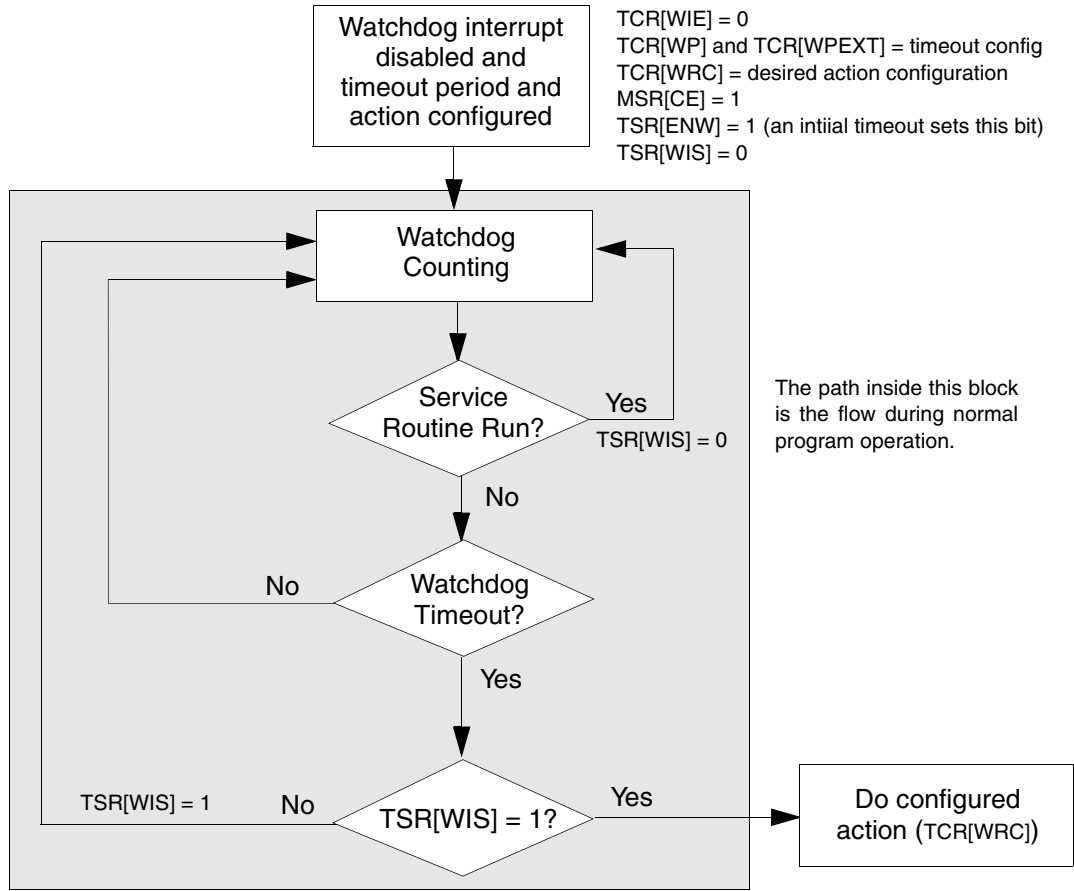 Watchdog interrupt
disabled and
timeout period and
action configured
TCR[WIE] = 0
TCR[WP] and TCR[WPEXT] = timeout config
TCR[WRC] = desired action configuration
MSR[CE] = 1
TSR[ENW] = 1 (an intiial timeout sets this bit)
TSR[WIS] = 0
Watchdog
Counting
Service
Routine Run?
Yes
TSR[WIS] = 0
The path inside this block
is the flow during normal
program operation.
No
Watchdog
Timeout?
No
Yes
TSR[WIS] = 1?
No
TSR[WIS] = 1
Yes
Do configured
action (TCR[WRC])